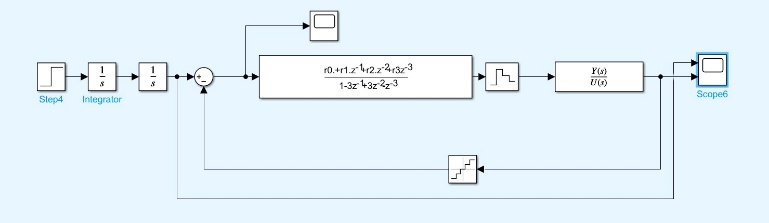 r0.+r1.z-1+r2.z-2+r3z-3
1-3z-1+3z-2z-3
1
s
1
s
+
−
Y(s)
U(s)
Step4
Integrator
Scope6